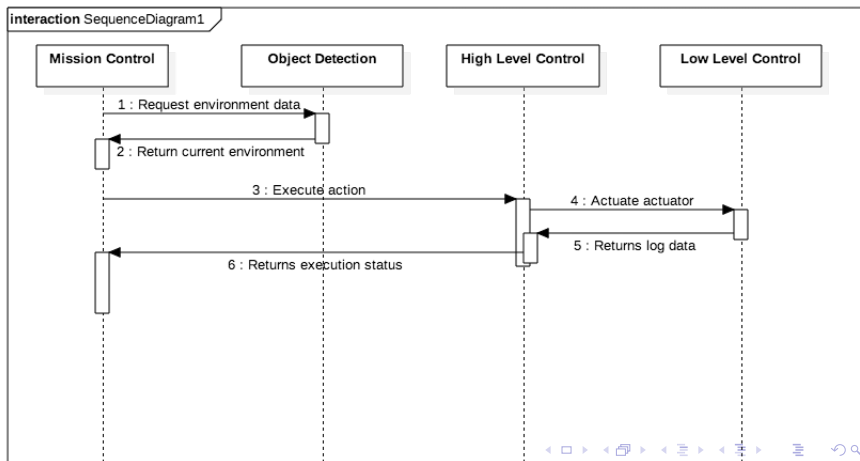 interaction SequenceDiagram1
Mission Control
Object Detection
High Level Control
Low Level Control
1 : Request environment data
2 : Return current environment
3 : Execute action
4 : Actuate actuator
5 : Returns log data
6 : Returns execution status